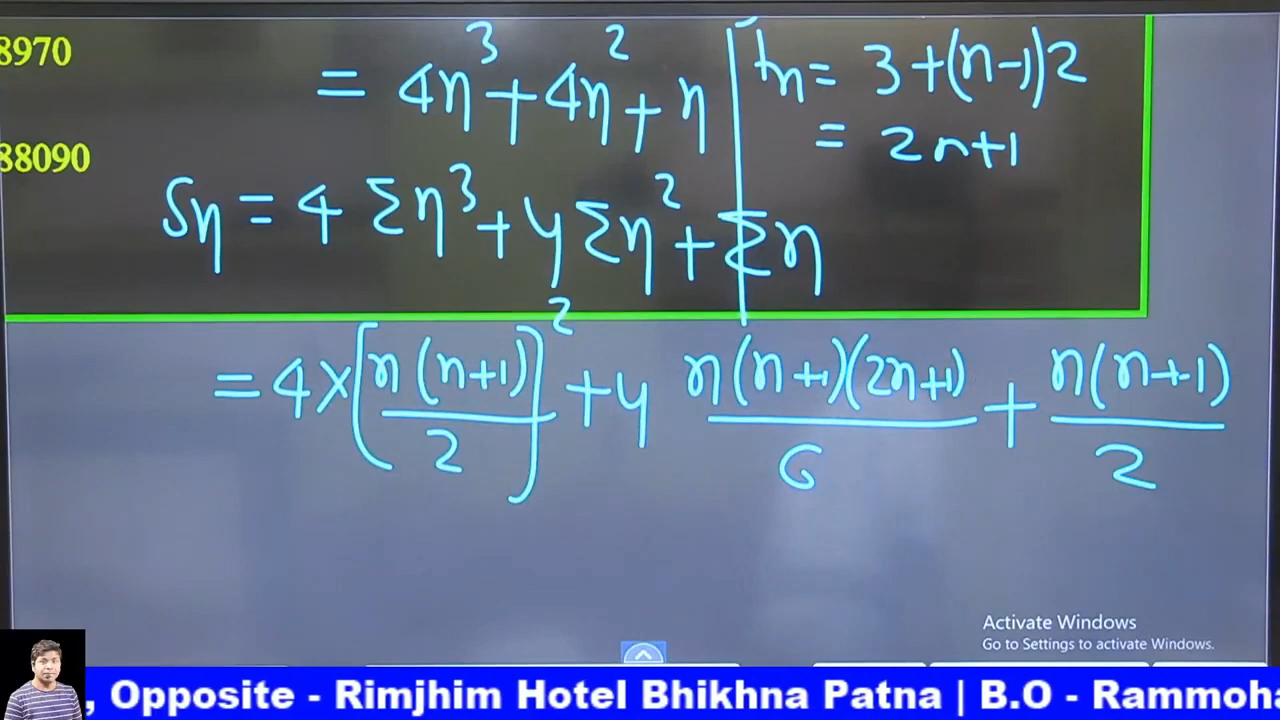 8970
88090
= 4n³ + 4n² + n
tn = 3+(n-1)2
= 2n+1
Sn = 4 Σn³ + 4 Σn² + Σn
= 4 × [n(n+1)/2]² + 4 n(n+1)(2n+1)/6 + n(n+1)/2
Activate Windows
Go to Settings to activate Windows.
, Opposite - Rimjhim Hotel Bhikhna Patna | B.O - Rammoha